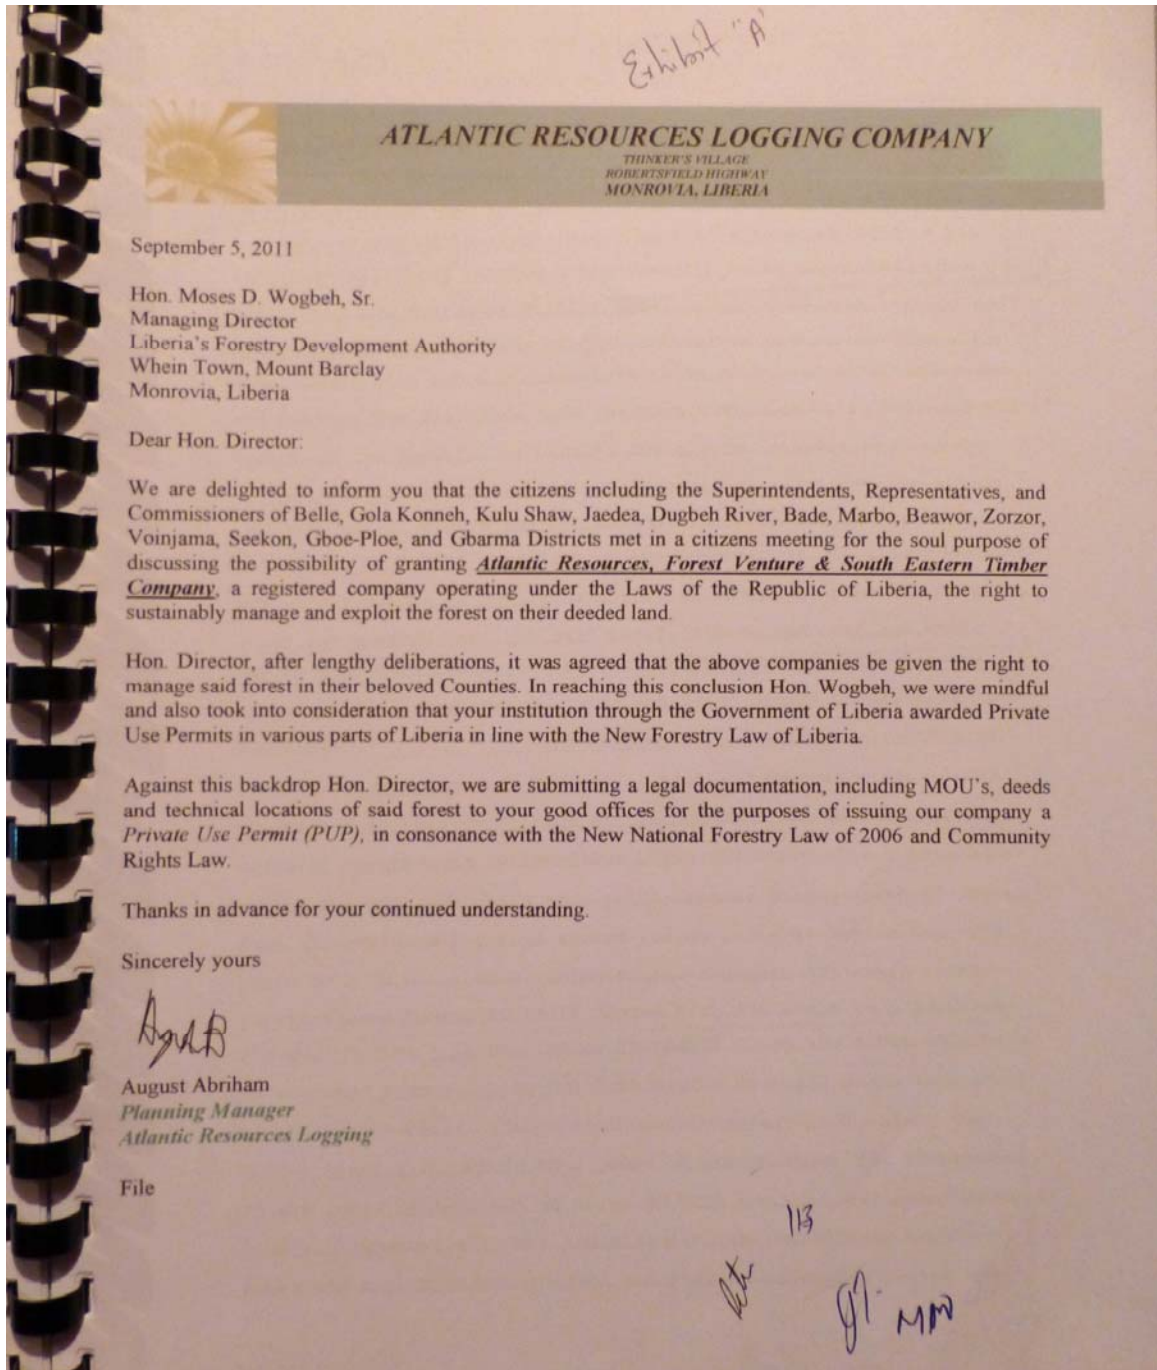 Exhibit "A"
ATLANTIC RESOURCES LOGGING COMPANY
THINKER'S VILLAGE
ROBERTSFIELD HIGHWAY
MONROVIA, LIBERIA
September 5, 2011
Hon. Moses D. Wogbeh, Sr.
Managing Director
Liberia's Forestry Development Authority
Whein Town, Mount Barclay
Monrovia, Liberia
Dear Hon. Director:
We are delighted to inform you that the citizens including the Superintendents, Representatives, and
Commissioners of Belle, Gola Konneh, Kulu Shaw, Jaedea, Dugbeh River, Bade, Marbo, Beawor, Zorzor,
Voinjama, Seekon, Gboe-Ploe, and Gbarma Districts met in a citizens meeting for the soul purpose of
discussing the possibility of granting Atlantic Resources, Forest Venture & South Eastern Timber
Company, a registered company operating under the Laws of the Republic of Liberia, the right to
sustainably manage and exploit the forest on their deeded land.
Hon. Director, after lengthy deliberations, it was agreed that the above companies be given the right to
manage said forest in their beloved Counties. In reaching this conclusion Hon. Wogbeh, we were mindful
and also took into consideration that your institution through the Government of Liberia awarded Private
Use Permits in various parts of Liberia in line with the New Forestry Law of Liberia.
Against this backdrop Hon. Director, we are submitting a legal documentation, including MOU's, deeds
and technical locations of said forest to your good offices for the purposes of issuing our company a
Private Use Permit (PUP), in consonance with the New National Forestry Law of 2006 and Community
Rights Law.
Thanks in advance for your continued understanding.
Sincerely yours
August Abriham
Planning Manager
Atlantic Resources Logging
File